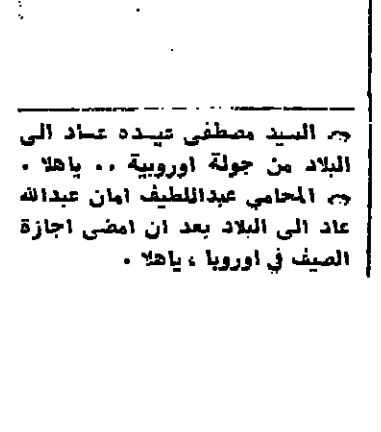 السيد مصطفى عبده عاد الى
البلاد من جولة اوروبية .. ياهلا .
المحامي عبداللطيف امان عبدالله
عاد الى البلاد بعد ان امضى اجازة
الصيف في اوروبا ، ياهلا .